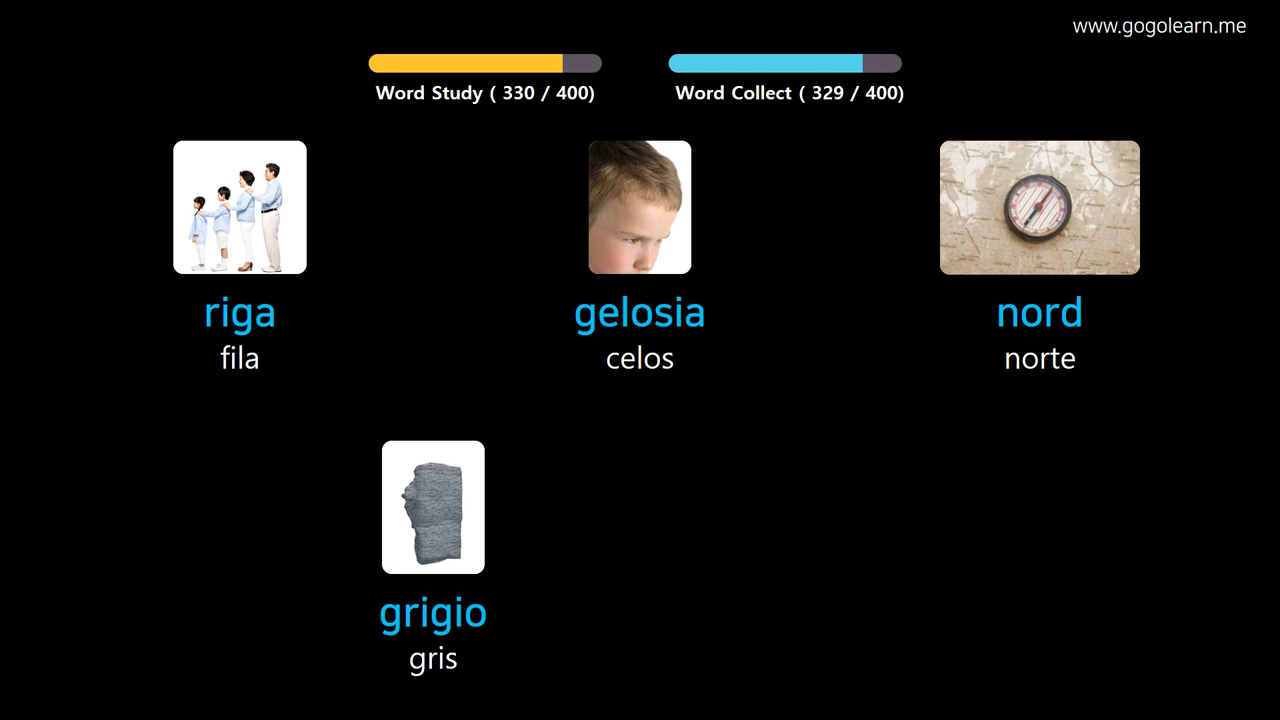 www.gogolearn.me
Word Study ( 330 / 400)
Word Collect ( 329 / 400)
riga
fila
gelosia
celos
nord
norte
grigio
gris